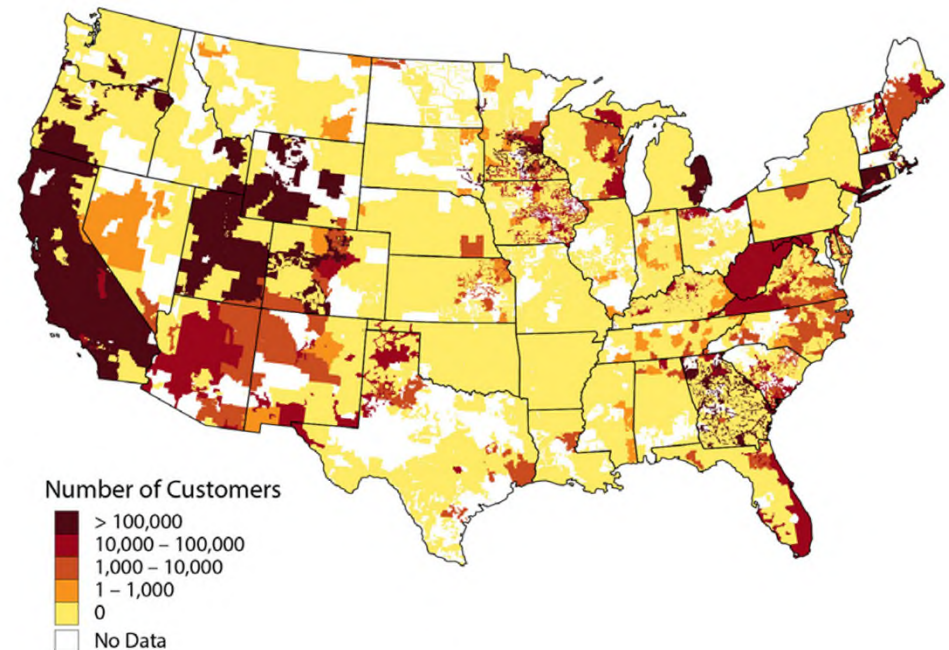 Number of Customers
> 100,000
10,000 – 100,000
1,000 – 10,000
1 – 1,000
0
No Data